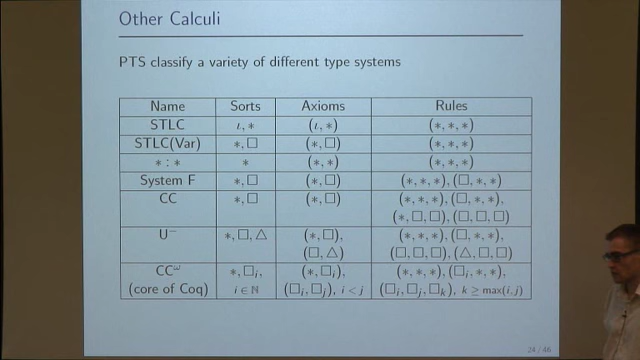 Other Calculi
PTS classify a variety of different type systems
Name Sorts Axioms Rules
STLC ι, ∗ (ι, ∗) (∗, ∗, ∗)
STLC(Var) ∗, □ (∗, □) (∗, ∗, ∗)
∗ : ∗ ∗ (∗, ∗) (∗, ∗, ∗)
System F ∗, □ (∗, □) (∗, ∗, ∗), (□, ∗, ∗)
CC ∗, □ (∗, □) (∗, ∗, ∗), (□, ∗, ∗),
(∗, □, □), (□, □, □)
U⁻ ∗, □, △ (∗, □), (∗, ∗, ∗), (□, ∗, ∗),
(□, △) (□, □, □), (△, □, □)
CCω ∗, □i, (∗, □i), (∗, ∗, ∗), (□i, ∗, ∗),
(core of Coq) i ∈ ℕ (□i, □j), i < j (□i, □j, □k), k ≥ max(i, j)
24 / 46